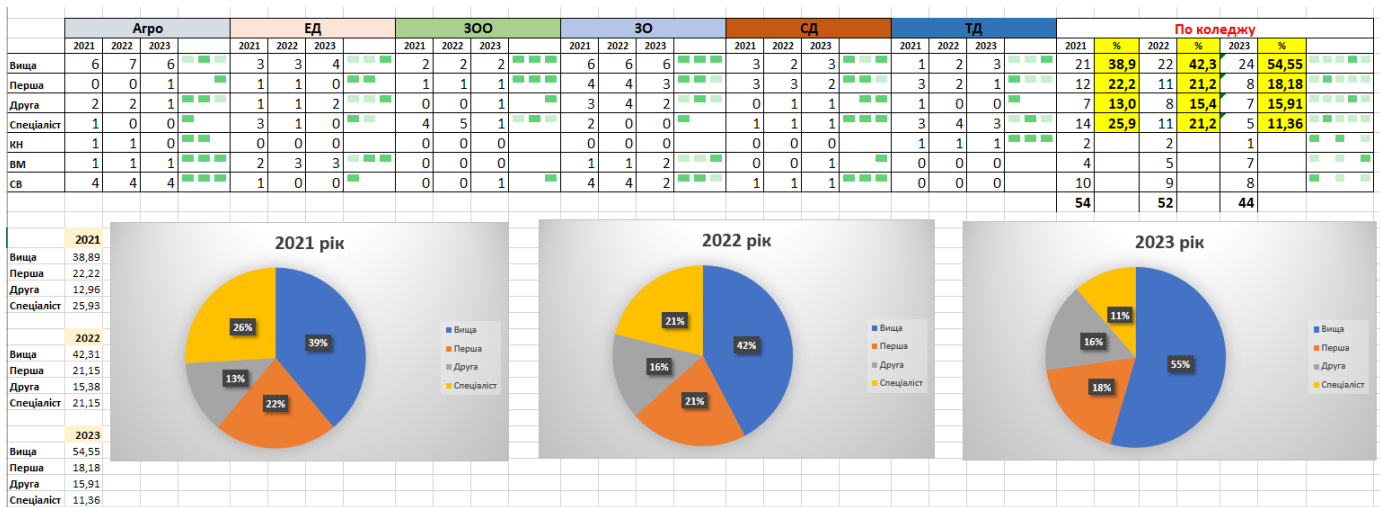 Агро ЕД ЗОО ЗО СД ТД По коледжу
2021 2022 2023 2021 2022 2023 2021 2022 2023 2021 2022 2023 2021 2022 2023 2021 2022 2023 2021 % 2022 % 2023 %
Вища 6 7 6 3 3 4 2 2 2 6 6 6 3 2 3 1 2 3 21 38,9 22 42,3 24 54,55
Перша 0 0 1 1 1 0 1 1 1 4 4 3 3 3 2 3 2 1 12 22,2 11 21,2 8 18,18
Друга 2 2 1 1 1 2 0 0 1 3 4 2 0 1 1 1 0 0 7 13,0 8 15,4 7 15,91
Спеціаліст 1 0 0 3 1 0 4 5 1 2 0 0 1 1 1 3 4 3 14 25,9 11 21,2 5 11,36
КН 1 1 0 0 0 0 0 0 0 0 0 0 0 0 0 1 1 1 2 2 1
ВМ 1 1 1 2 3 3 0 0 0 1 1 2 0 0 1 0 0 0 4 5 7
СВ 4 4 4 1 0 0 0 0 1 4 4 2 1 1 1 0 0 0 10 9 8
54 52 44
2021
Вища 38,89
Перша 22,22
Друга 12,96
Спеціаліст 25,93
2022
Вища 42,31
Перша 21,15
Друга 15,38
Спеціаліст 21,15
2023
Вища 54,55
Перша 18,18
Друга 15,91
Спеціаліст 11,36
2021 рік
26%
39%
13%
22%
Вища
Перша
Друга
Спеціаліст
2022 рік
21%
42%
16%
21%
Вища
Перша
Друга
Спеціаліст
2023 рік
11%
16%
55%
18%
Вища
Перша
Друга
Спеціаліст